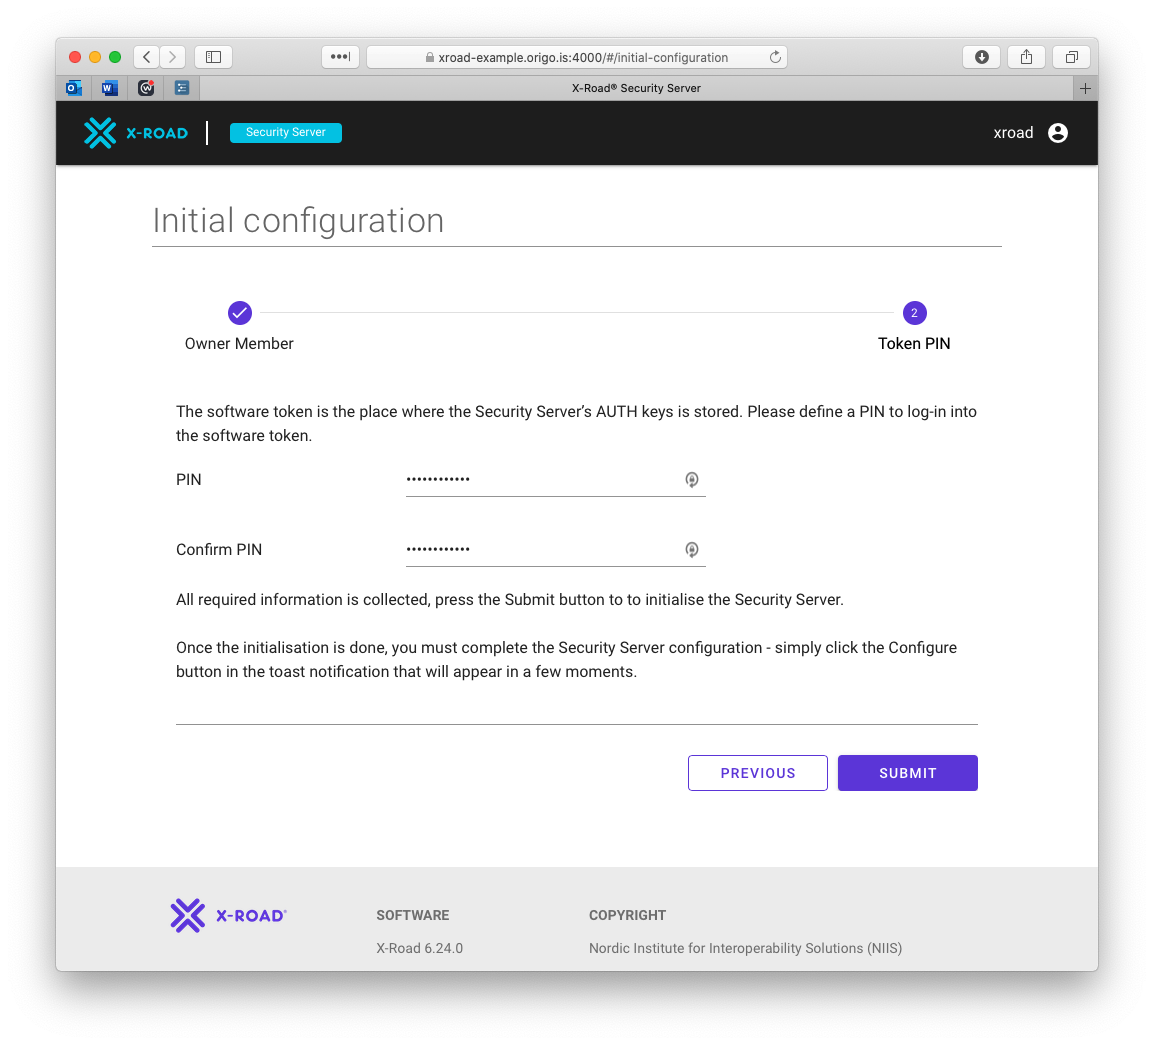 xroad-example.origo.is:4000/#/initial-configuration
X-Road® Security Server
X-ROAD
Security Server
xroad
Initial configuration
2
Owner Member
Token PIN
The software token is the place where the Security Server’s AUTH keys is stored. Please define a PIN to log-in into
the software token.
PIN
••••••••••••
Confirm PIN
••••••••••••
All required information is collected, press the Submit button to to initialise the Security Server.
Once the initialisation is done, you must complete the Security Server configuration - simply click the Configure
button in the toast notification that will appear in a few moments.
PREVIOUS
SUBMIT
X-ROAD®
SOFTWARE
COPYRIGHT
X-Road 6.24.0
Nordic Institute for Interoperability Solutions (NIIS)